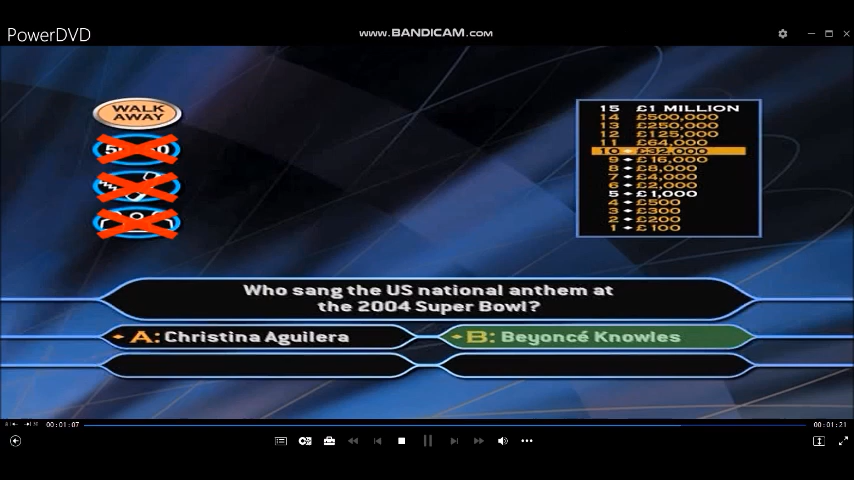 PowerDVD
www.BANDICAM.com
WALK
AWAY
15 £1 MILLION
14 £500,000
13 £250,000
12 £125,000
11 £64,000
10 £32,000
9 £16,000
8 £8,000
7 £4,000
6 £2,000
5 £1,000
4 £500
3 £300
2 £200
1 £100
Who sang the US national anthem at
the 2004 Super Bowl?
A: Christina Aguilera
B: Beyoncé Knowles
00:01:07
00:01:21